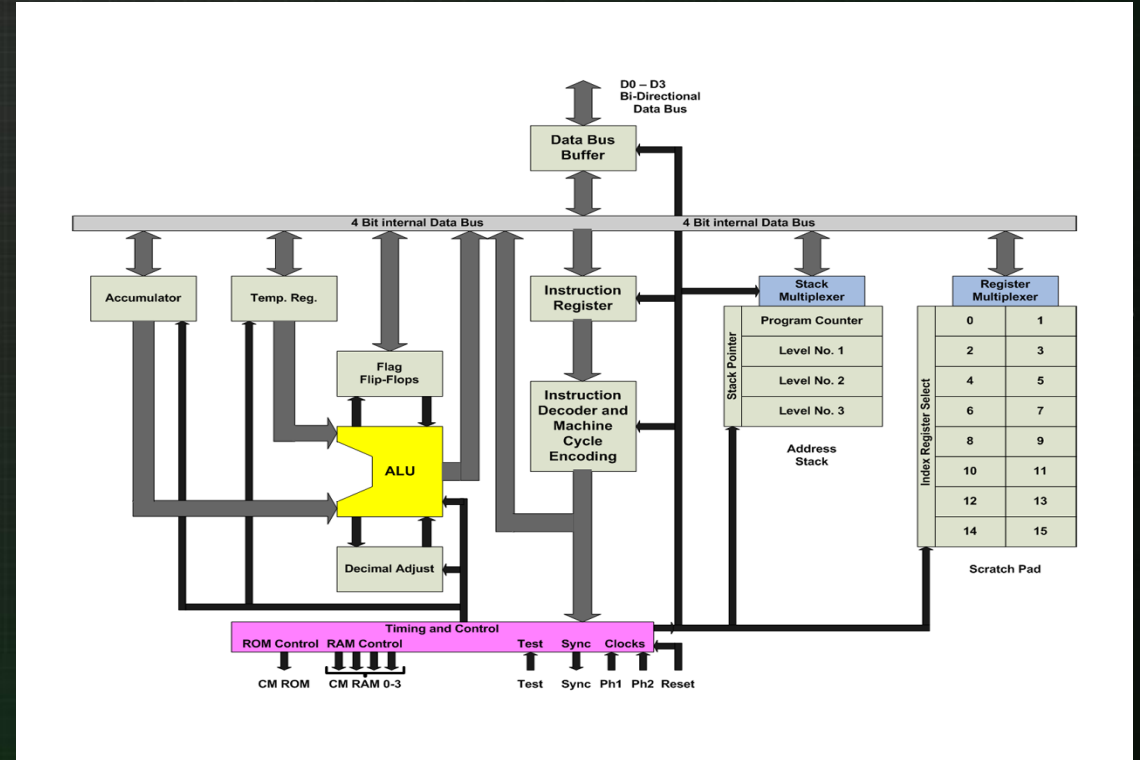 D0 – D3
Bi-Directional
Data Bus
Data Bus
Buffer
4 Bit internal Data Bus
4 Bit internal Data Bus
Accumulator
Temp. Reg.
Flag
Flip-Flops
ALU
Decimal Adjust
Instruction
Register
Instruction
Decoder and
Machine
Cycle
Encoding
Stack
Multiplexer
Stack Pointer
Program Counter
Level No. 1
Level No. 2
Level No. 3
Address
Stack
Register
Multiplexer
Index Register Select
0 1
2 3
4 5
6 7
8 9
10 11
12 13
14 15
Scratch Pad
Timing and Control
ROM Control RAM Control Test Sync Clocks
CM ROM CM RAM 0-3 Test Sync Ph1 Ph2 Reset